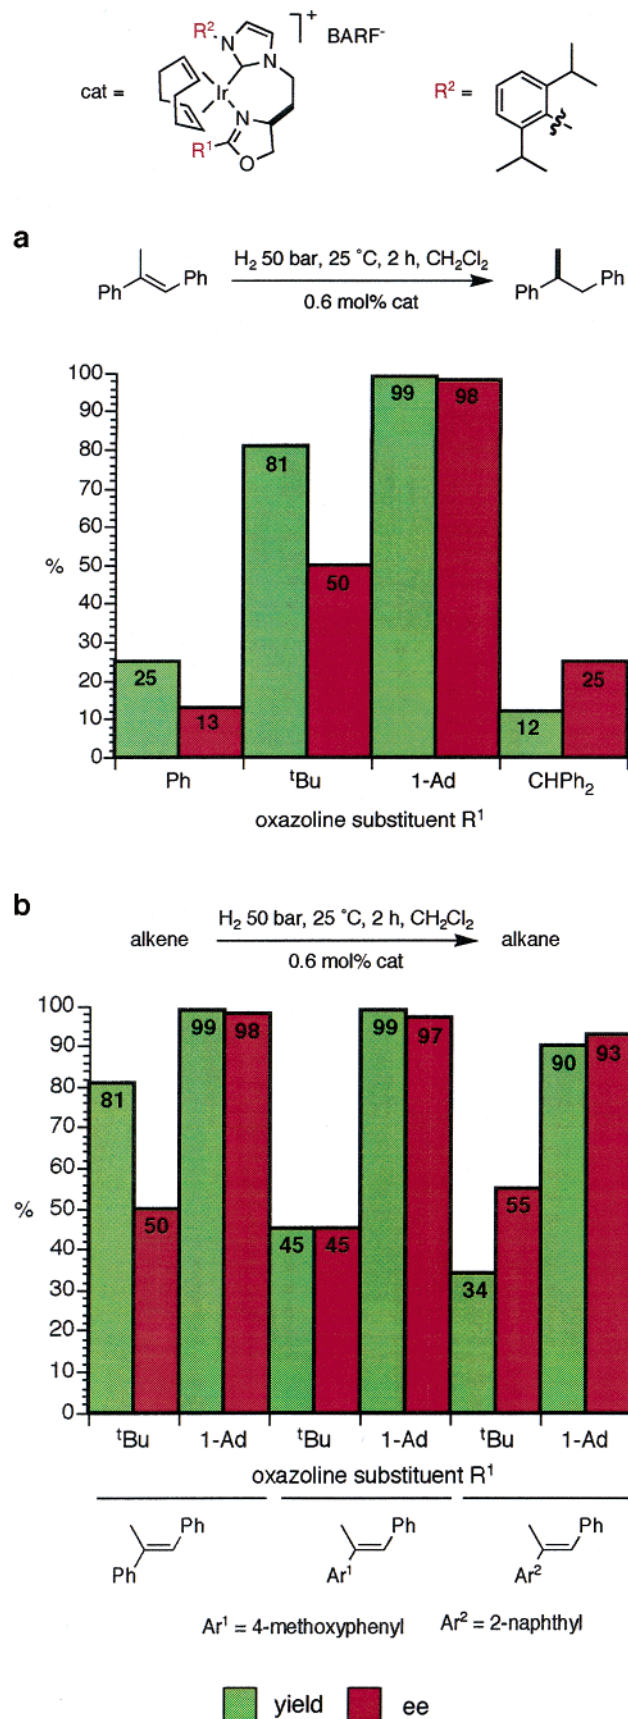 R² ]⁺ BARF⁻
N N
cat = Ir R² =
N
R¹ O
a
H₂ 50 bar, 25 °C, 2 h, CH₂Cl₂
Ph Ph Ph Ph
0.6 mol% cat
100
90
80
70
60
50
40
30
20
10
0
%
25 13 81 50 99 98 12 25
Ph ᵗBu 1-Ad CHPh₂
oxazoline substituent R¹
b
H₂ 50 bar, 25 °C, 2 h, CH₂Cl₂
alkene alkane
0.6 mol% cat
100
90
80
70
60
50
40
30
20
10
0
%
81 50 99 98 45 45 99 97 34 55 90 93
ᵗBu 1-Ad ᵗBu 1-Ad ᵗBu 1-Ad
oxazoline substituent R¹
Ph Ph Ph
Ph Ar¹ Ar²
Ar¹ = 4-methoxyphenyl Ar² = 2-naphthyl
yield ee